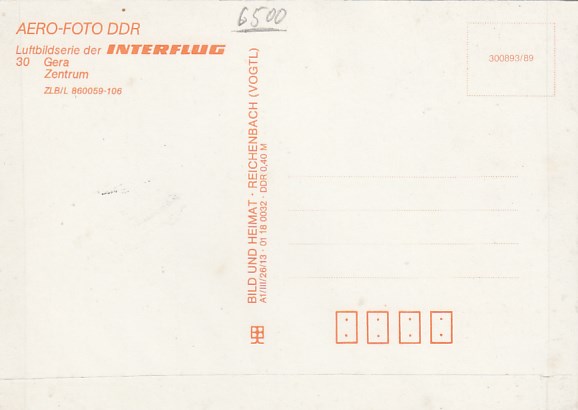 6500
AERO-FOTO DDR
Luftbildserie der INTERFLUG
30 Gera
Zentrum
ZLB/L 860059-106
BILD UND HEIMAT · REICHENBACH (VOGTL)
A1/III/26/13 · 01 18 0032 · DDR 0,40 M
300893/89